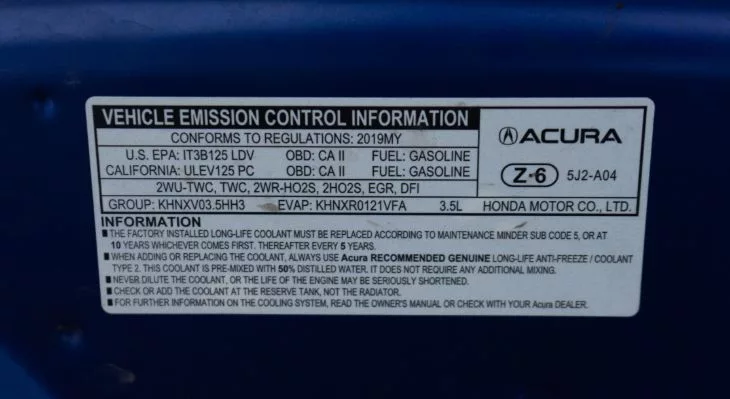 VEHICLE EMISSION CONTROL INFORMATION
CONFORMS TO REGULATIONS: 2019MY
U.S. EPA: IT3B125 LDV OBD: CA II FUEL: GASOLINE
CALIFORNIA: ULEV125 PC OBD: CA II FUEL: GASOLINE
2WU-TWC, TWC, 2WR-HO2S, 2HO2S, EGR, DFI
GROUP: KHNXV03.5HH3 EVAP: KHNXR0121VFA 3.5L
ACURA
Z-6 5J2-A04
HONDA MOTOR CO., LTD.
INFORMATION
■ THE FACTORY INSTALLED LONG-LIFE COOLANT MUST BE REPLACED ACCORDING TO MAINTENANCE MINDER SUB CODE 5, OR AT
10 YEARS WHICHEVER COMES FIRST. THEREAFTER EVERY 5 YEARS.
■ WHEN ADDING OR REPLACING THE COOLANT, ALWAYS USE Acura RECOMMENDED GENUINE LONG-LIFE ANTI-FREEZE / COOLANT
TYPE 2. THIS COOLANT IS PRE-MIXED WITH 50% DISTILLED WATER. IT DOES NOT REQUIRE ANY ADDITIONAL MIXING.
■ NEVER DILUTE THE COOLANT, OR THE LIFE OF THE ENGINE MAY BE SERIOUSLY SHORTENED.
■ CHECK OR ADD THE COOLANT AT THE RESERVE TANK, NOT THE RADIATOR.
■ FOR FURTHER INFORMATION ON THE COOLING SYSTEM, READ THE OWNER'S MANUAL OR CHECK WITH YOUR Acura DEALER.